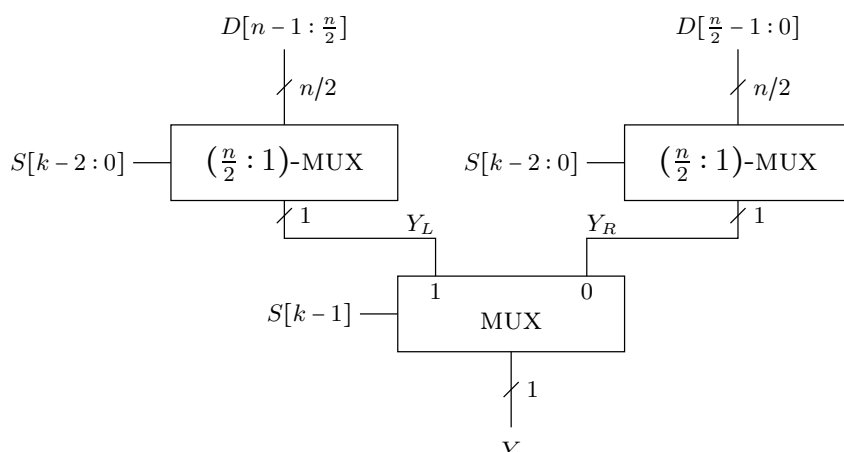 D[n − 1 : n/2] D[n/2 − 1 : 0]
n/2 n/2
S[k − 2 : 0] (n/2 : 1)-MUX S[k − 2 : 0] (n/2 : 1)-MUX
1 1
Y_L Y_R
1 0
S[k − 1] MUX
1
Y